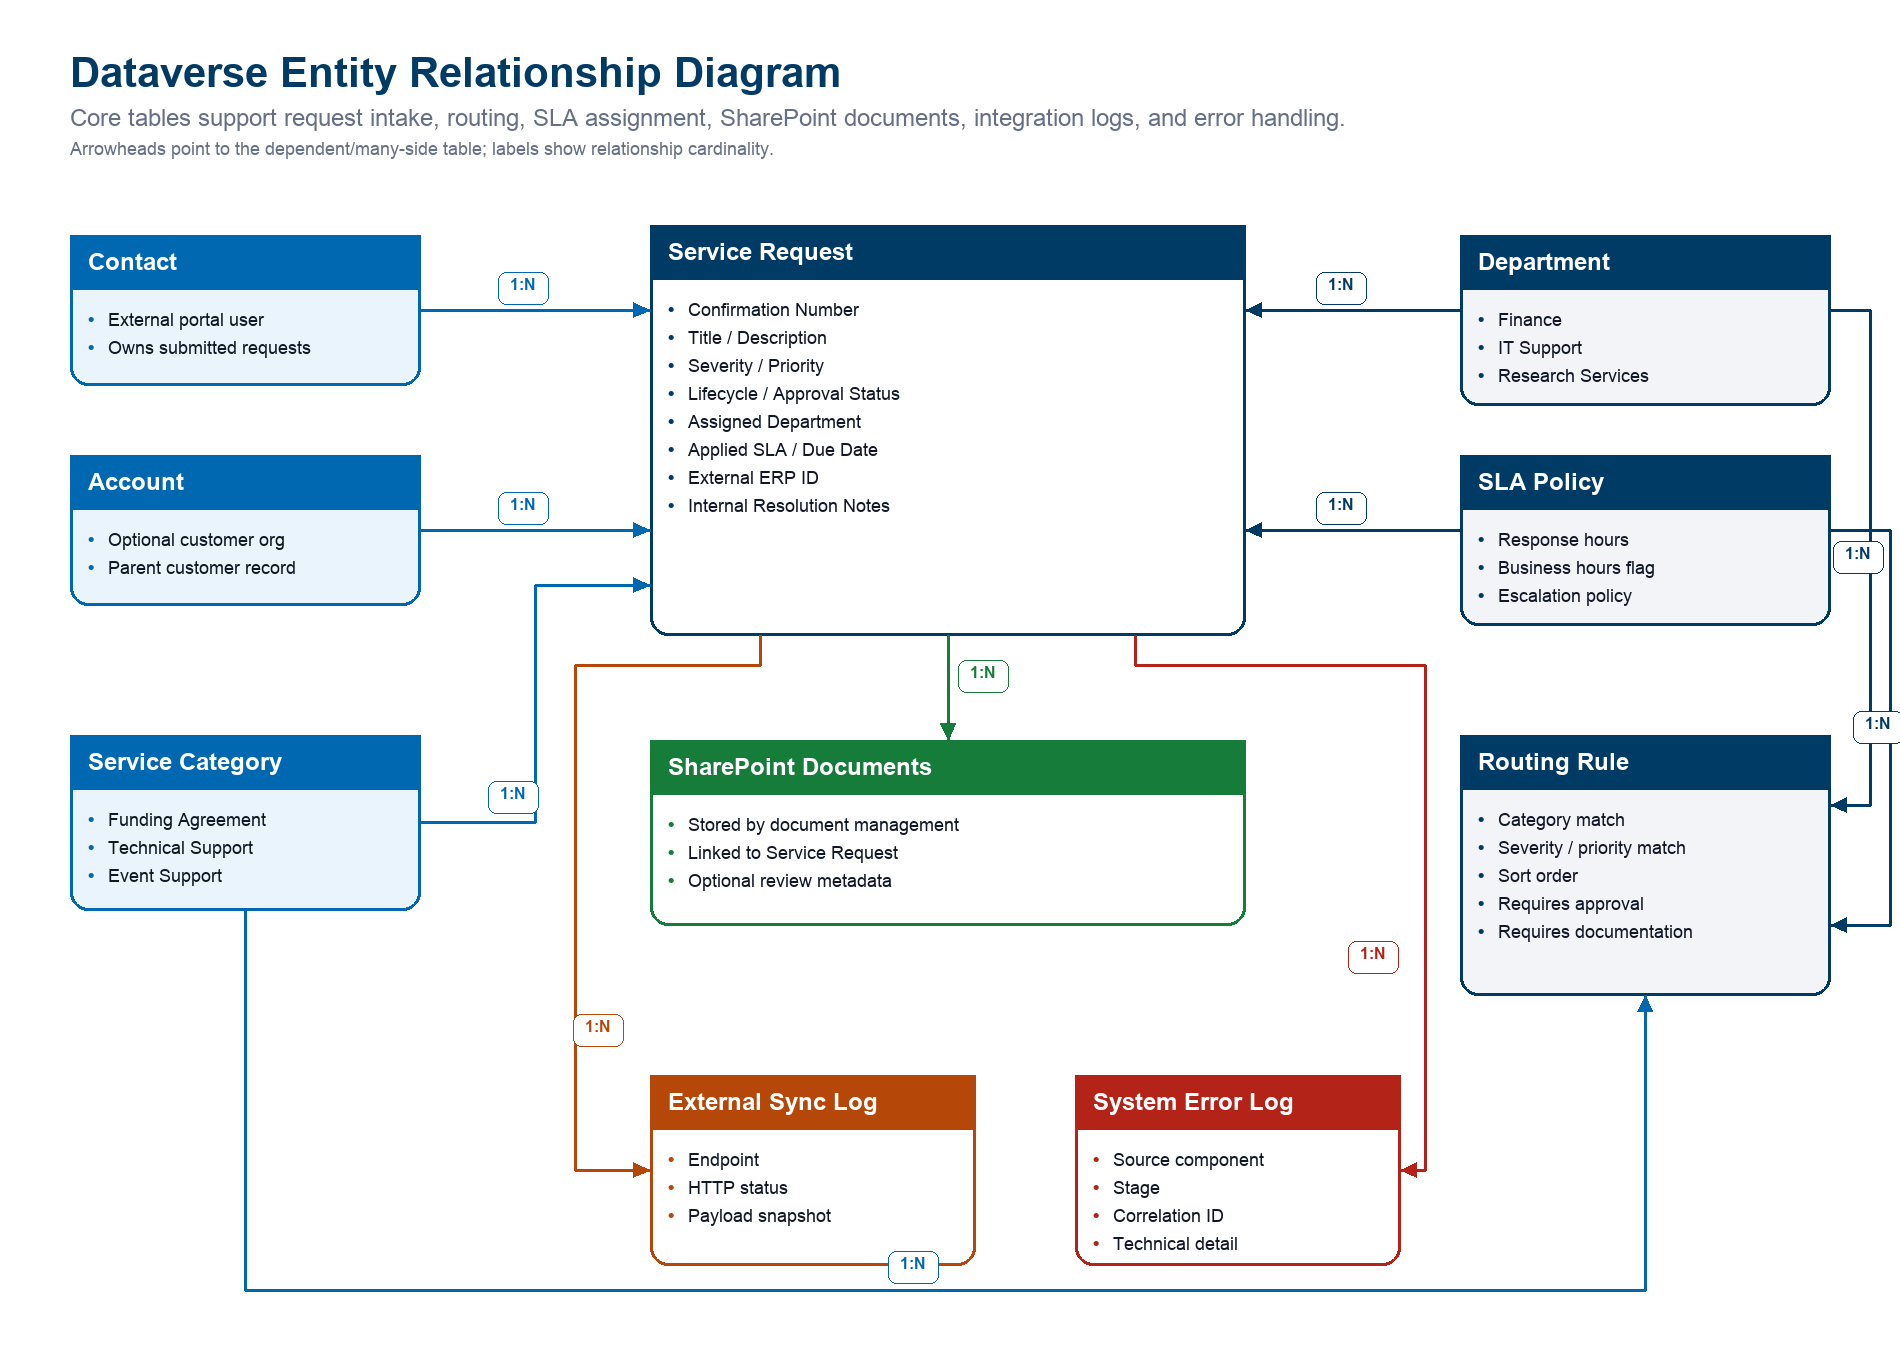 Dataverse Entity Relationship Diagram
Core tables support request intake, routing, SLA assignment, SharePoint documents, integration logs, and error handling.
Arrowheads point to the dependent/many-side table; labels show relationship cardinality.
Contact
• External portal user
• Owns submitted requests
1:N
Service Request
• Confirmation Number
• Title / Description
• Severity / Priority
• Lifecycle / Approval Status
• Assigned Department
• Applied SLA / Due Date
• External ERP ID
• Internal Resolution Notes
1:N
Department
• Finance
• IT Support
• Research Services
Account
• Optional customer org
• Parent customer record
1:N
1:N
SLA Policy
• Response hours
• Business hours flag
• Escalation policy
1:N
1:N
1:N
Service Category
• Funding Agreement
• Technical Support
• Event Support
1:N
SharePoint Documents
• Stored by document management
• Linked to Service Request
• Optional review metadata
Routing Rule
• Category match
• Severity / priority match
• Sort order
• Requires approval
• Requires documentation
1:N
1:N
External Sync Log
• Endpoint
• HTTP status
• Payload snapshot
1:N
System Error Log
• Source component
• Stage
• Correlation ID
• Technical detail